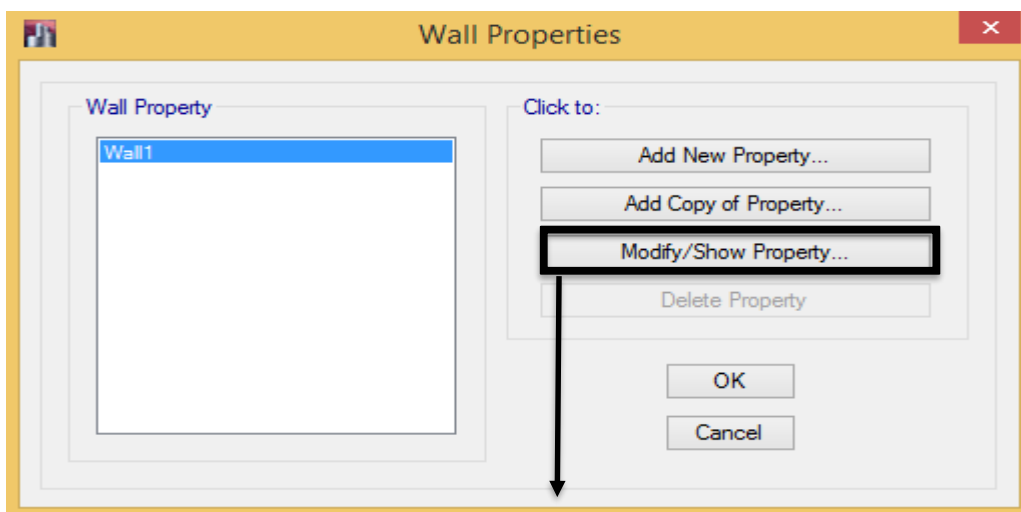 Wall Properties
Wall Property
Wall1
Click to:
Add New Property...
Add Copy of Property...
Modify/Show Property...
Delete Property
OK
Cancel